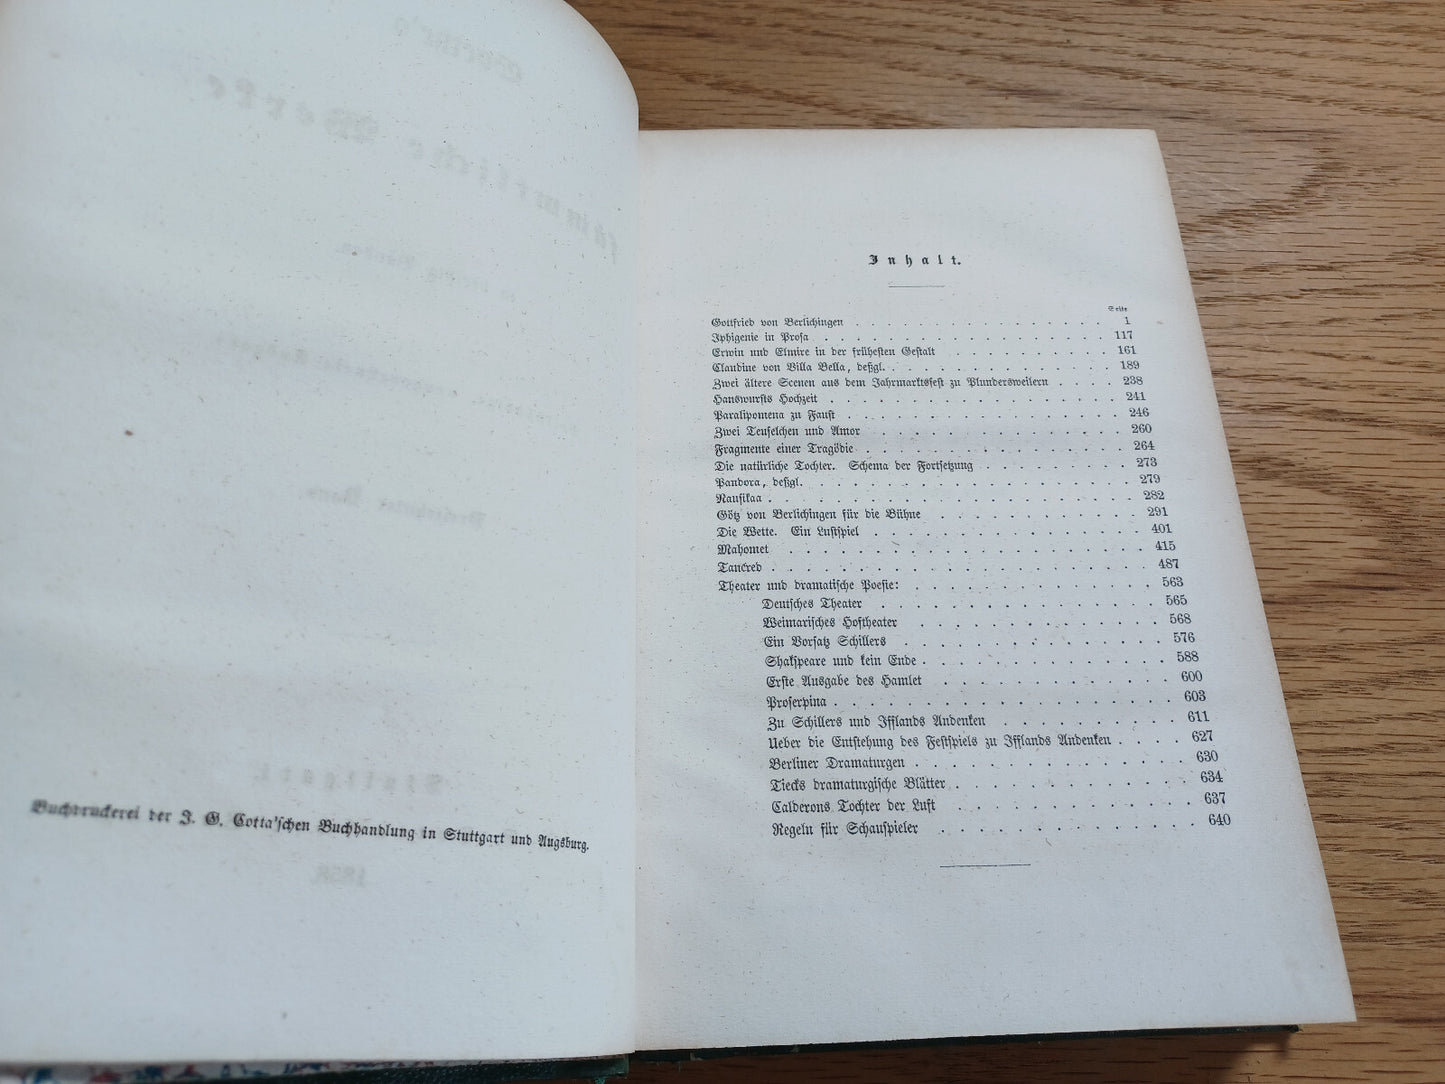 Buchdruckerei der J. G. Cotta'schen Buchhandlung in Stuttgart und Augsburg.
Inhalt.
Seite
Gottfried von Berlichingen . . . . . . . . . . . . . . . 1
Iphigenie in Prosa . . . . . . . . . . . . . . . . 117
Erwin und Elmire in der frühesten Gestalt . . . . . . . . . 161
Claudine von Villa Bella, desgl. . . . . . . . . . . . . . 189
Zwei ältere Scenen aus dem Jahrmarktsfest zu Plundersweilern . . . . 238
Hanswursts Hochzeit . . . . . . . . . . . . . . . . 241
Paralipomena zu Faust . . . . . . . . . . . . . . . 246
Zwei Teufelchen und Amor . . . . . . . . . . . . . . 260
Fragmente einer Tragödie . . . . . . . . . . . . . . 264
Die natürliche Tochter. Schema der Fortsetzung . . . . . . . . 273
Pandora, desgl. . . . . . . . . . . . . . . . . . 279
Nausikaa . . . . . . . . . . . . . . . . . . . 282
Götz von Berlichingen für die Bühne . . . . . . . . . . . 291
Die Wette. Ein Lustspiel . . . . . . . . . . . . . . 401
Mahomet . . . . . . . . . . . . . . . . . . . 415
Tancred . . . . . . . . . . . . . . . . . . . 487
Theater und dramatische Poesie: . . . . . . . . . . . . 563
Deutsches Theater . . . . . . . . . . . . . . 565
Weimarisches Hoftheater . . . . . . . . . . . . 568
Ein Vorsatz Schillers . . . . . . . . . . . . . 576
Shakspeare und kein Ende . . . . . . . . . . . . 588
Erste Ausgabe des Hamlet . . . . . . . . . . . . 600
Proserpina . . . . . . . . . . . . . . . . . 603
Zu Schillers und Ifflands Andenken . . . . . . . . . 611
Ueber die Entstehung des Festspiels zu Ifflands Andenken . . . . 627
Berliner Dramaturgen . . . . . . . . . . . . . 630
Tiecks dramaturgische Blätter . . . . . . . . . . . 634
Calderons Tochter der Luft . . . . . . . . . . . 637
Regeln für Schauspieler . . . . . . . . . . . . 640